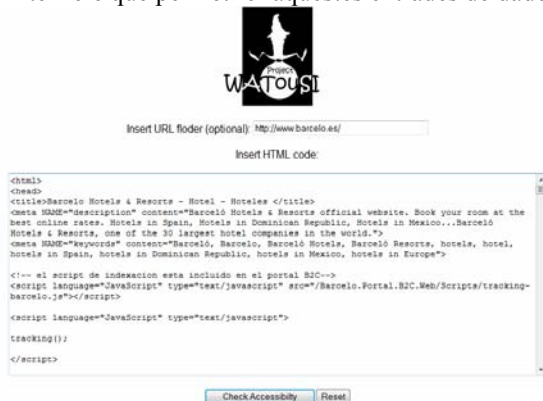 que aquestes de
Project
WATOUSI
Insert URL floder (optional): http://www.barcelo.es/
Insert HTML code:
<html>
<head>
<title>Barcelo Hotels & Resorts - Hotel - Hoteles </title>
<meta NAME="description" content="Barceló Hotels & Resorts official website. Book your room at the
best online rates. Hotels in Spain, Hotels in Dominican Republic, Hotels in Mexico...Barceló
Hotels & Resorts, one of the 30 largest hotel companies in the world.">
<meta NAME="keywords" content="Barceló, Barcelo, Barceló Hotels, Barceló Resorts, hotels, hotel,
hotels in Spain, hotels in Dominican Republic, hotels in Mexico, hotels in Europe">
<!-- el script de indexacion esta incluido en el portal B2C-->
<script language="JavaScript" type="text/javascript" src="/Barcelo.Portal.B2C.Web/Scripts/tracking-
barcelo.js"></script>
<script language="JavaScript" type="text/javascript">
tracking();
</script>
Check Accessibilty Reset